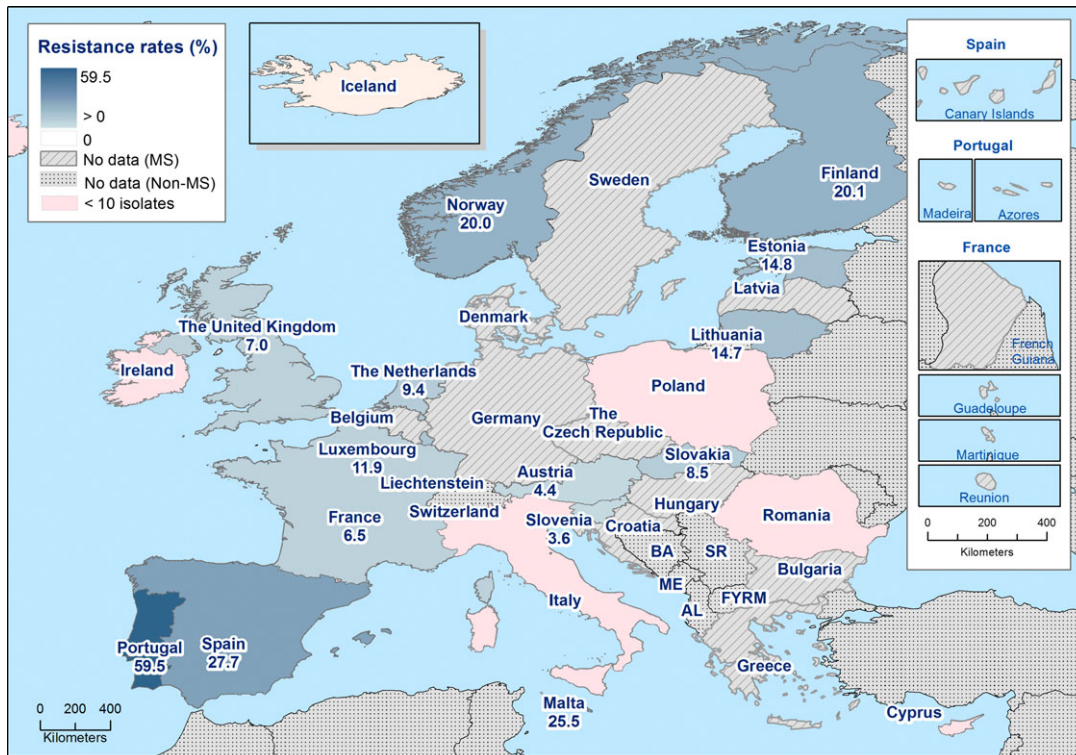 Resistance rates (%)
59.5
> 0
0
No data (MS)
No data (Non-MS)
< 10 isolates
Iceland
Spain
Canary Islands
Portugal
Madeira
Azores
France
French
Guiana
Guadeloupe
Martinique
Reunion
0 200 400
Kilometers
Sweden
Finland
20.1
Norway
20.0
Estonia
14.8
Latvia
Denmark
The United Kingdom
7.0
Lithuania
14.7
Ireland
The Netherlands
9.4
Poland
Belgium
Germany
The
Czech Republic
Luxembourg
11.9
Slovakia
8.5
Liechtenstein
Austria
4.4
Hungary
Switzerland
Slovenia
3.6
France
6.5
Croatia
Romania
BA
SR
Bulgaria
ME
FYRM
AL
Italy
Portugal
59.5
Spain
27.7
Greece
Malta
25.5
Cyprus
0 200 400
Kilometers